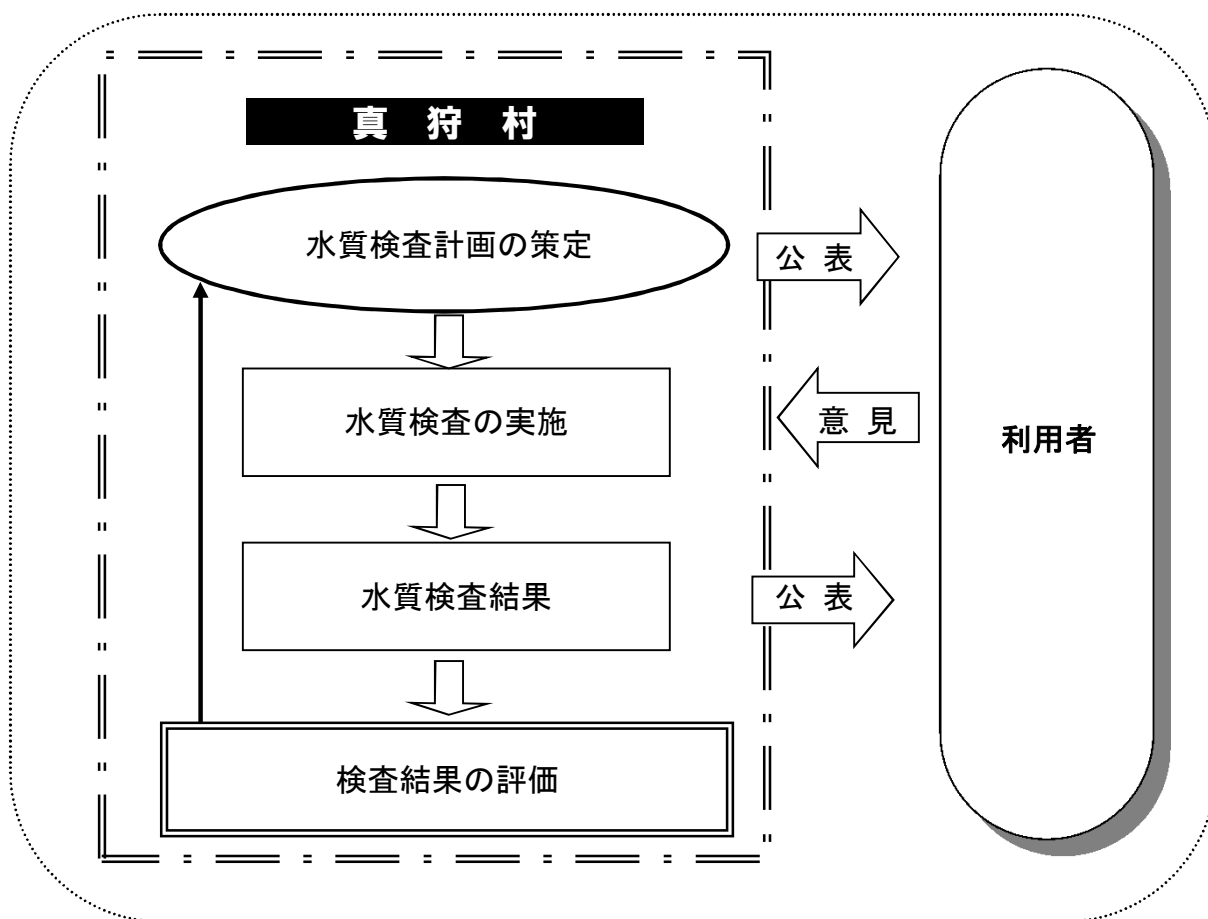 真 狩 村
水質検査計画の策定
公 表
水質検査の実施
意 見
利用者
水質検査結果
公 表
検査結果の評価